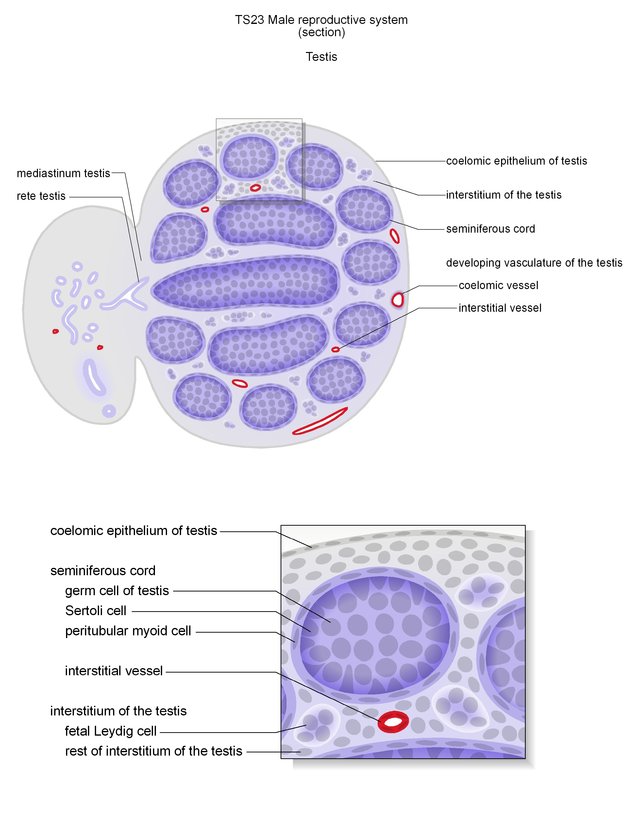 TS23 Male reproductive system
(section)
Testis
mediastinum testis
rete testis
coelomic epithelium of testis
interstitium of the testis
seminiferous cord
developing vasculature of the testis
coelomic vessel
interstitial vessel
coelomic epithelium of testis
seminiferous cord
germ cell of testis
Sertoli cell
peritubular myoid cell
interstitial vessel
interstitium of the testis
fetal Leydig cell
rest of interstitium of the testis